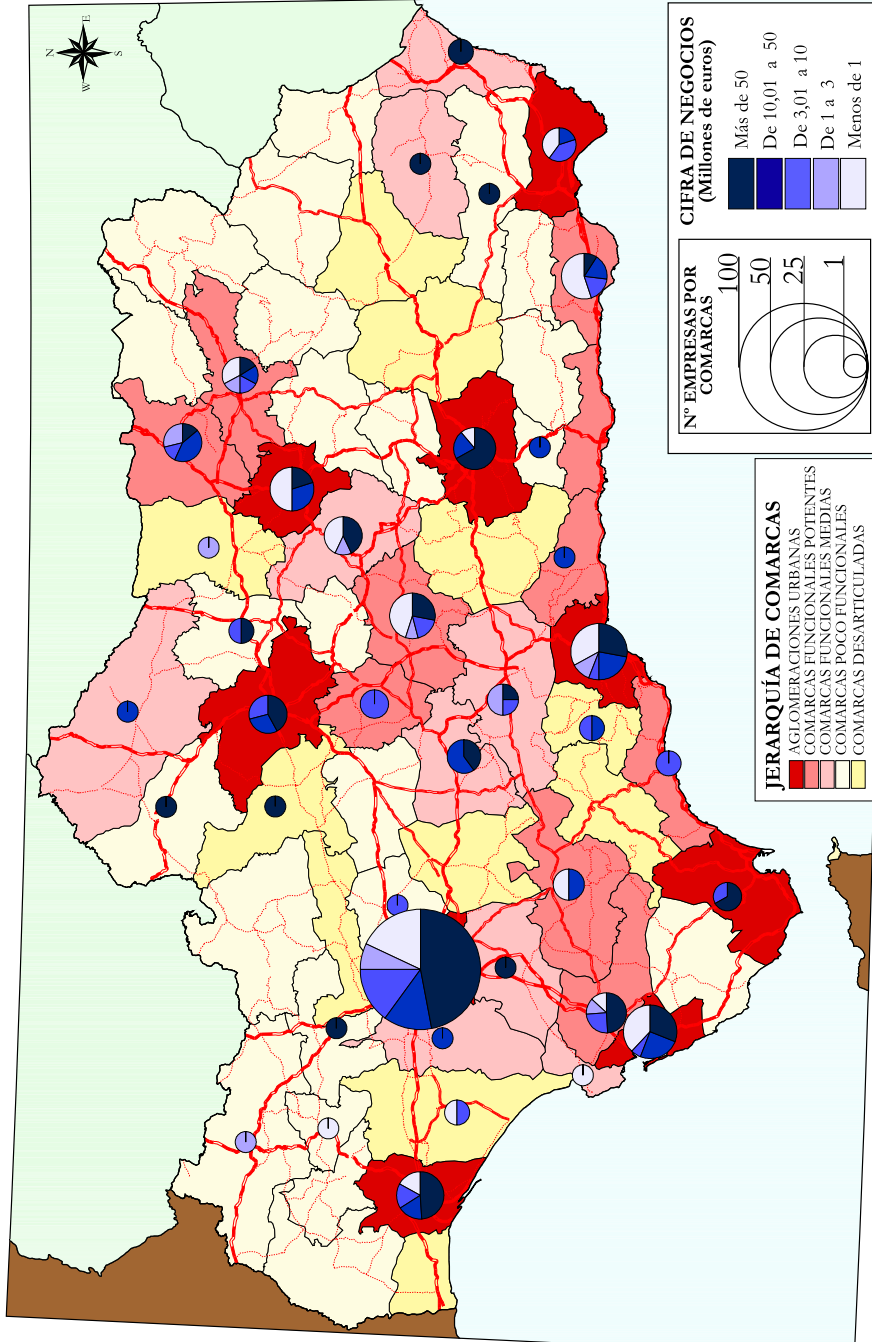 N
W
E
S
JERARQUÍA DE COMARCAS
AGLOMERACIONES URBANAS
COMARCAS FUNCIONALES POTENTES
COMARCAS FUNCIONALES MEDIAS
COMARCAS POCO FUNCIONALES
COMARCAS DESARTICULADAS
Nº EMPRESAS POR
COMARCAS
100
50
25
1
CIFRA DE NEGOCIOS
(Millones de euros)
Más de 50
De 10,01 a 50
De 3,01 a 10
De 1 a 3
Menos de 1